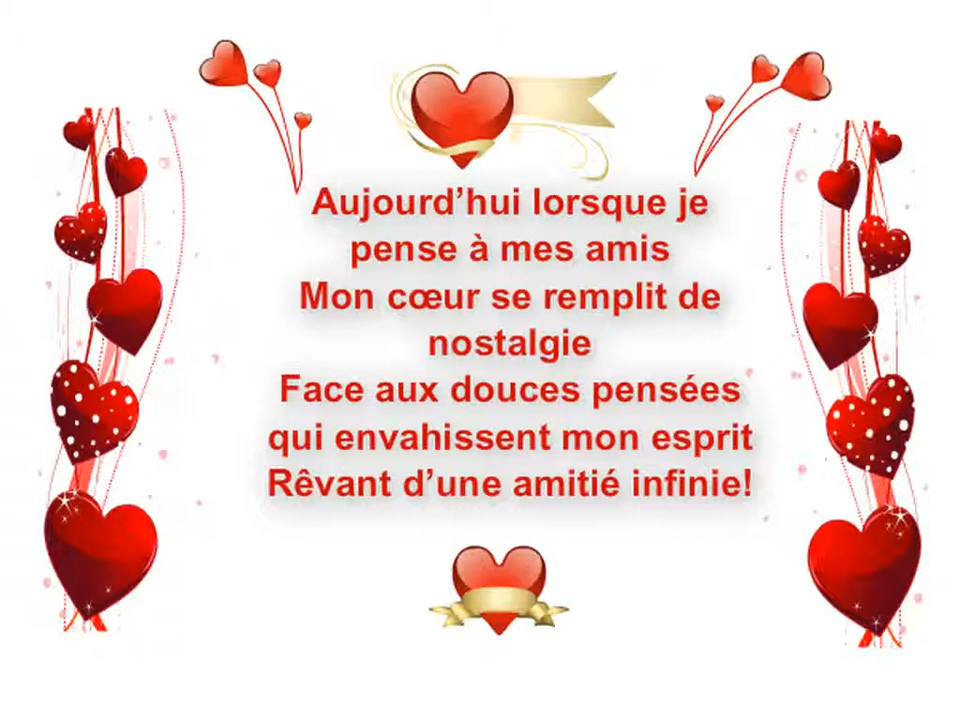 Aujourd’hui lorsque je
pense à mes amis
Mon cœur se remplit de
nostalgie
Face aux douces pensées
qui envahissent mon esprit
Rêvant d’une amitié infinie!